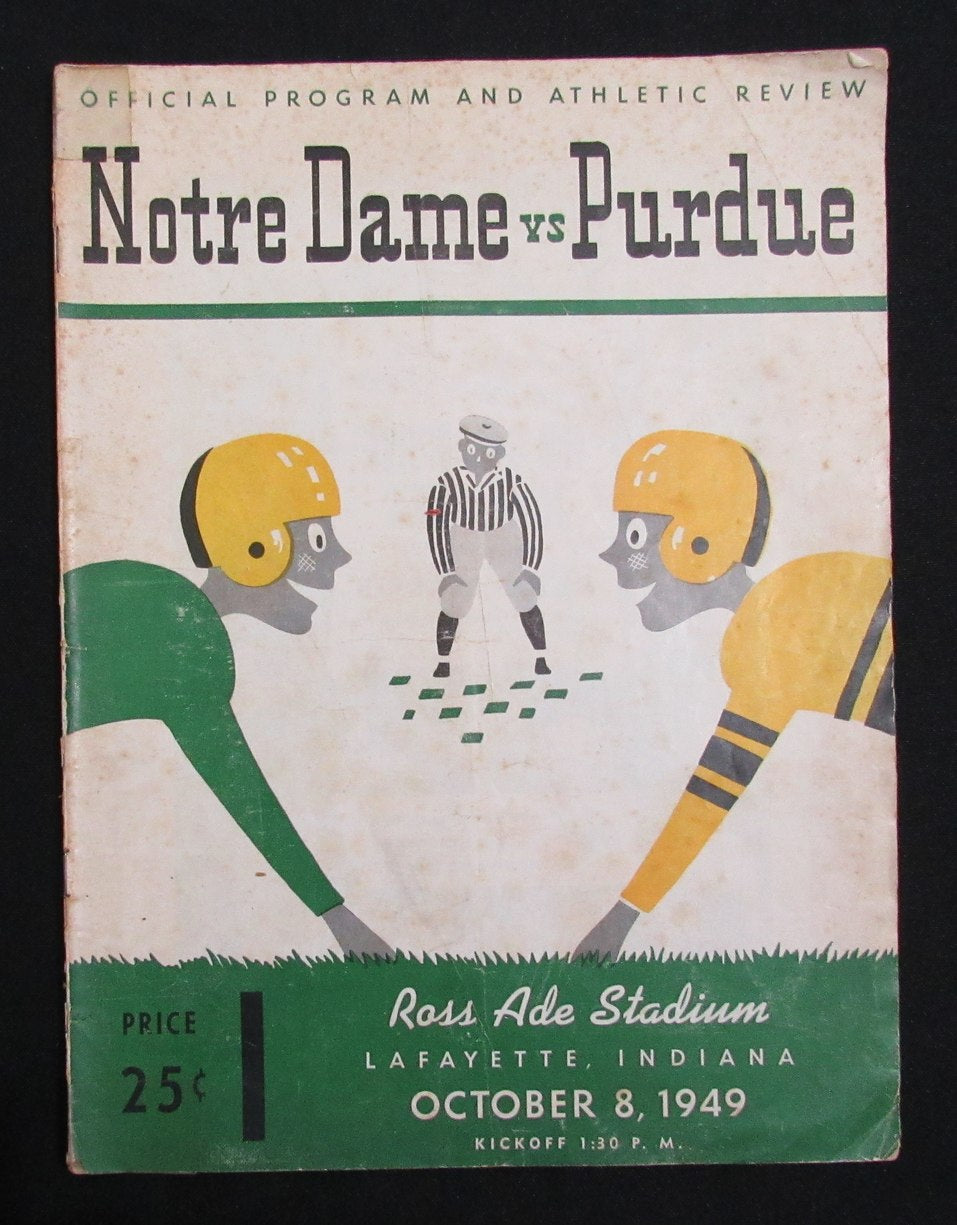 OFFICIAL PROGRAM AND ATHLETIC REVIEW
Notre Dame vs Purdue
PRICE
25¢
Ross Ade Stadium
LAFAYETTE, INDIANA
OCTOBER 8, 1949
KICKOFF 1:30 P. M.